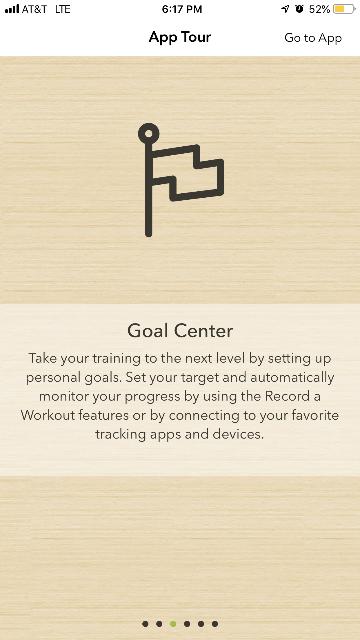 AT&T LTE 6:17 PM 52%
App Tour Go to App
Goal Center
Take your training to the next level by setting up
personal goals. Set your target and automatically
monitor your progress by using the Record a
Workout features or by connecting to your favorite
tracking apps and devices.